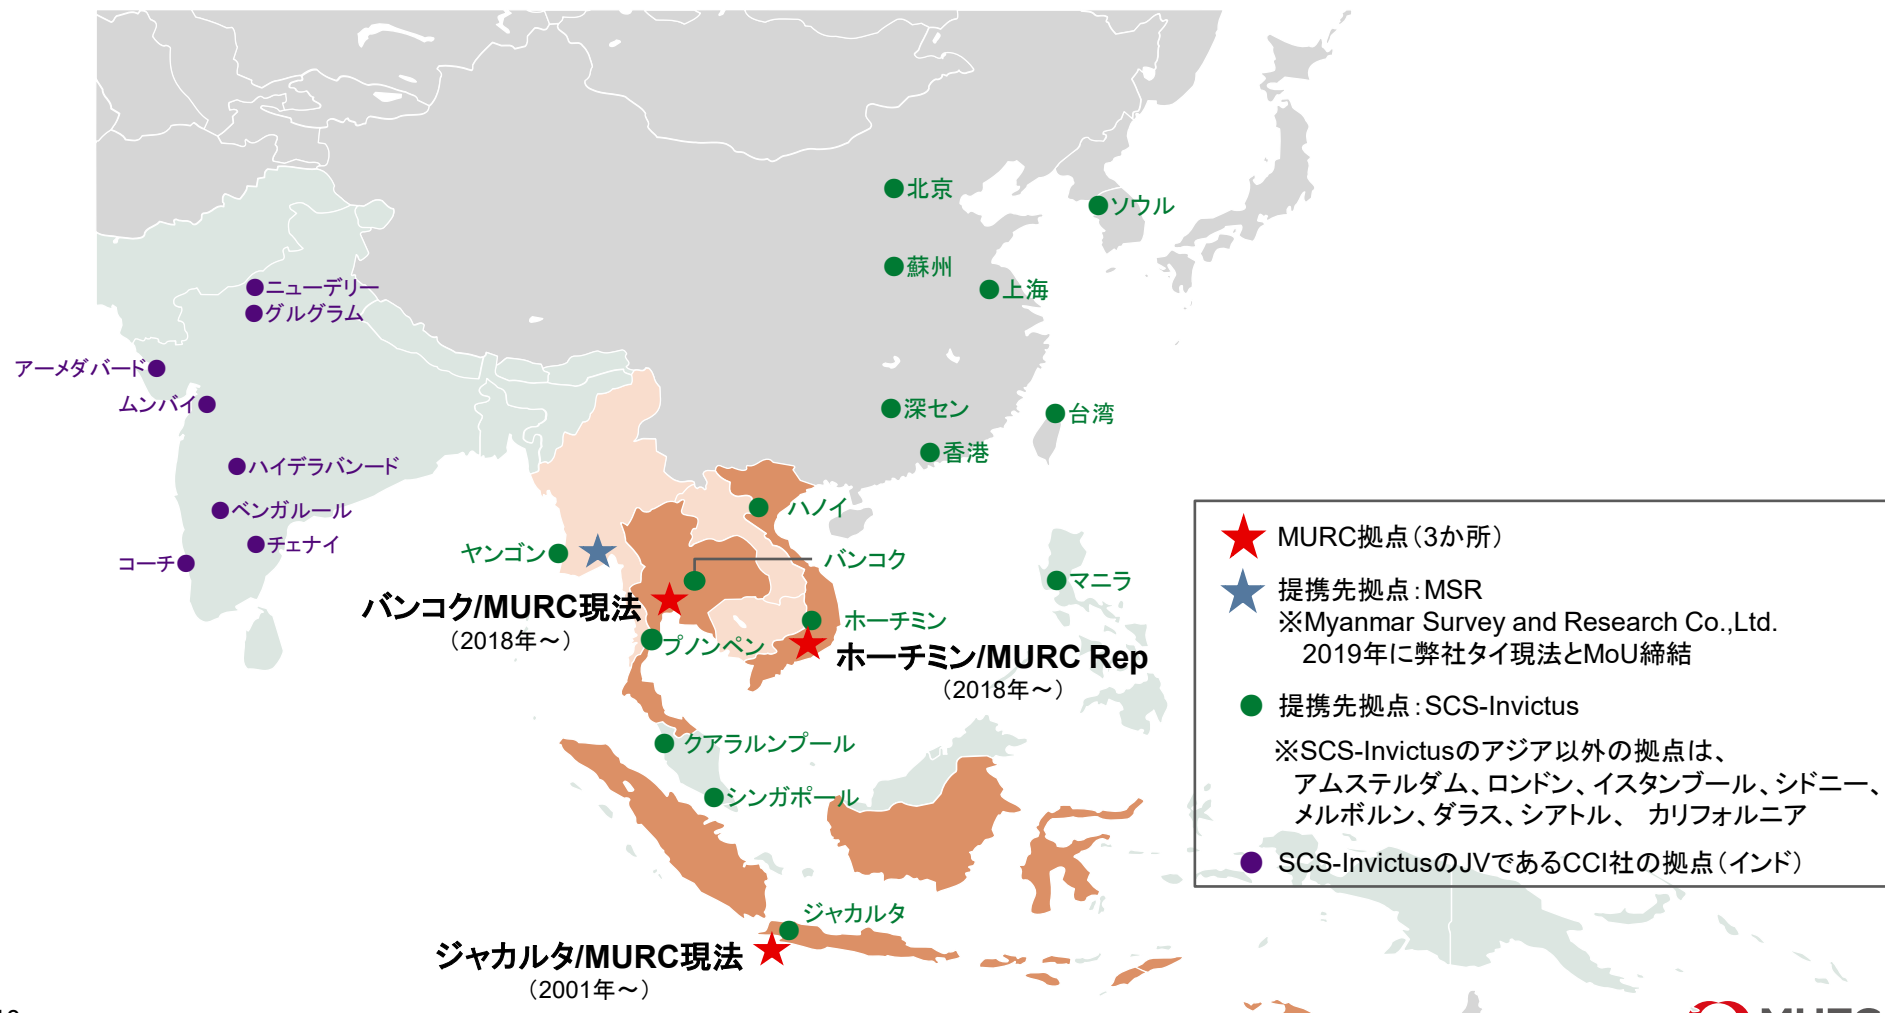 北京
ソウル
蘇州
上海
ニューデリー
グルグラム
アーメダバード
ムンバイ
深セン
台湾
香港
ハイデラバンード
ベンガルール
ハノイ
チェナイ
コーチ
ヤンゴン
バンコク
マニラ
バンコク/MURC現法
(2018年~)
ホーチミン
プノンペン
ホーチミン/MURC Rep
(2018年~)
クアラルンプール
シンガポール
ジャカルタ
ジャカルタ/MURC現法
(2001年~)
MURC拠点(3か所)
提携先拠点:MSR
※Myanmar Survey and Research Co.,Ltd.
2019年に弊社タイ現法とMoU締結
提携先拠点:SCS-Invictus
※SCS-Invictusのアジア以外の拠点は、
アムステルダム、ロンドン、イスタンブール、シドニー、
メルボルン、ダラス、シアトル、 カリフォルニア
SCS-InvictusのJVであるCCI社の拠点(インド)